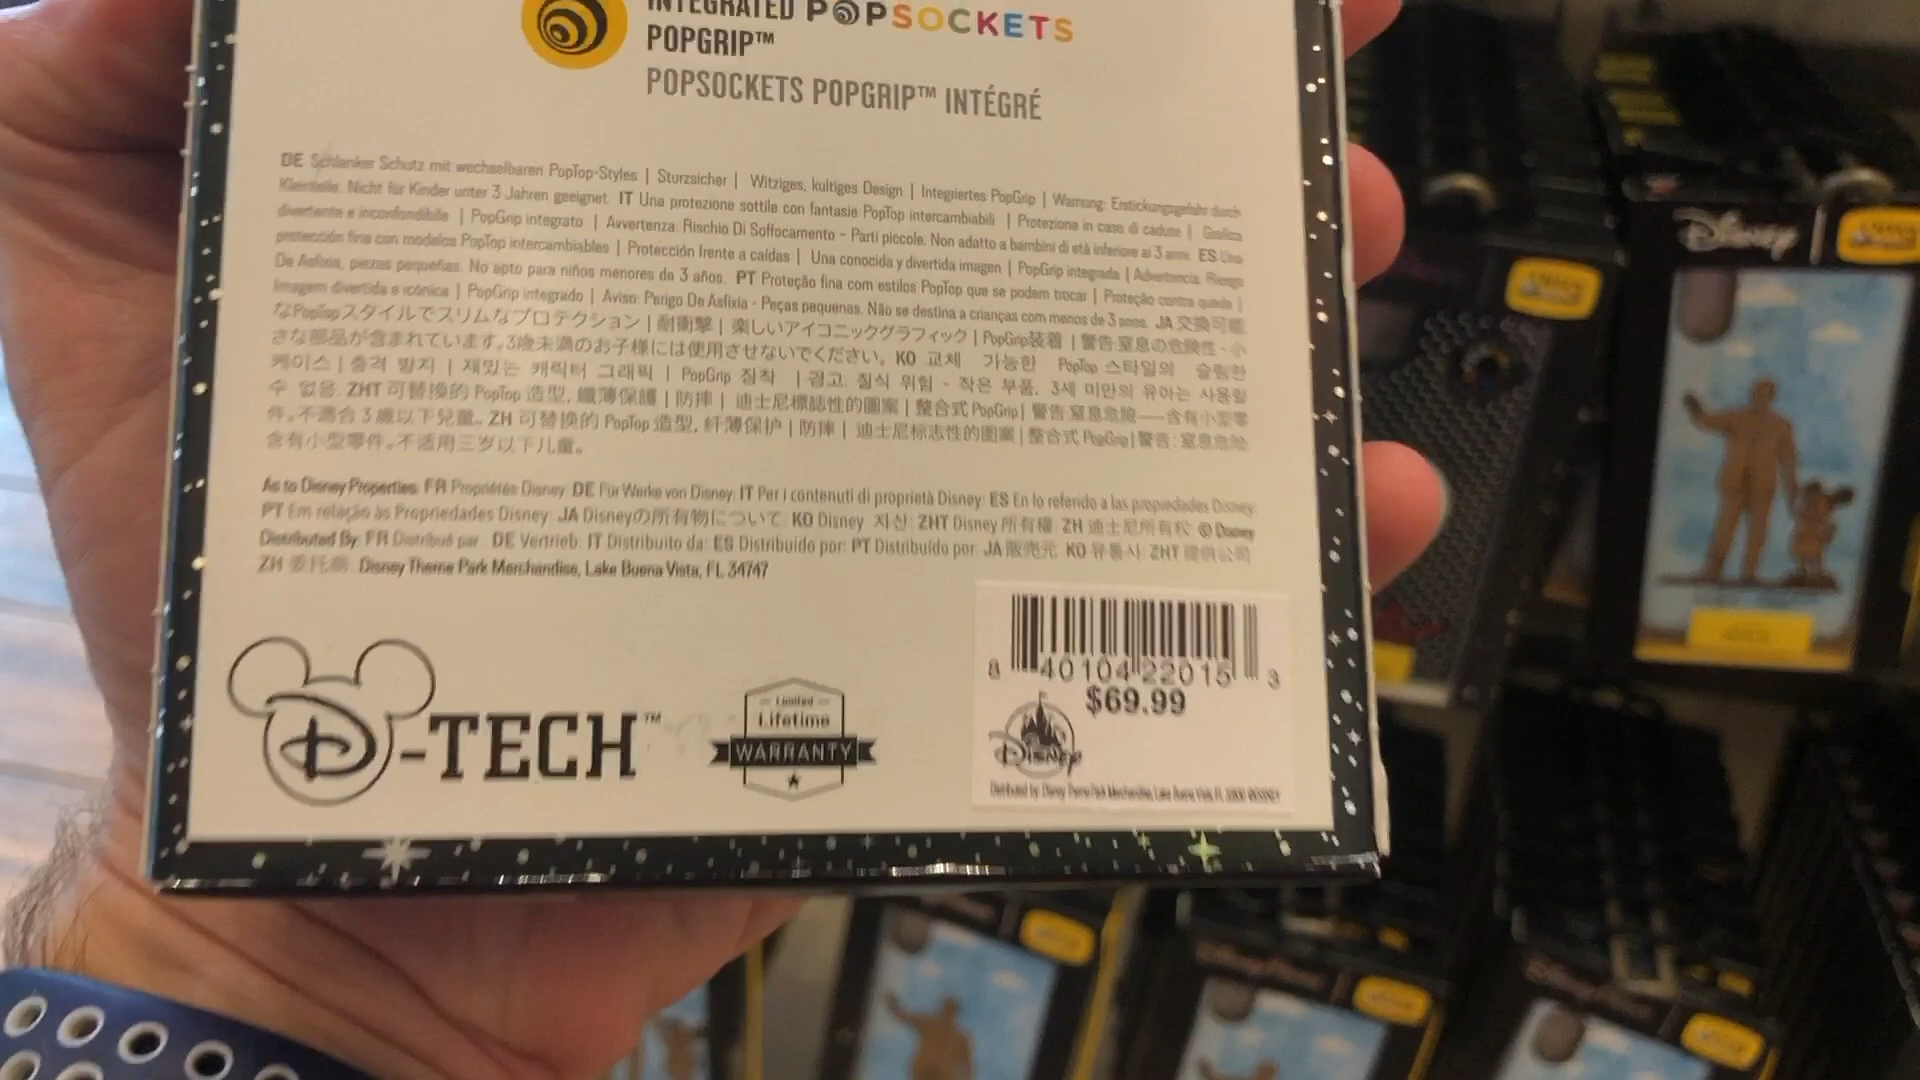 INTEGRATED POPSOCKETS
POPGRIP™
POPSOCKETS POPGRIP™ INTÉGRÉ
DE Schlanker Schutz mit wechselbaren PopTop-Styles | Sturzsicher | Witziges, kultiges Design | Integriertes PopGrip | Warnung: Erstickungsgefahr durch
Kleinteile. Nicht für Kinder unter 3 Jahren geeignet. IT Una protezione sottile con fantasie PopTop intercambiabili | Protezione in caso di cadute | Grafica
divertente e inconfondibile | PopGrip integrato | Avvertenza: Rischio Di Soffocamento – Parti piccole. Non adatto a bambini di età inferiore ai 3 anni. ES Una
protección fina con modelos PopTop intercambiables | Protección frente a caídas | Una conocida y divertida imagen | PopGrip integrada | Advertencia: Riesgo
De Asfixia, piezas pequeñas. No apto para niños menores de 3 años. PT Proteção fina com estilos PopTop que se podem trocar | Proteção contra quedas |
Imagem divertida e icónica | PopGrip integrado | Aviso: Perigo De Asfixia - Peças pequenas. Não se destina a crianças com menos de 3 anos. JA 交換可能
なPopTopスタイルでスリムなプロテクション | 耐衝撃 | 楽しいアイコニックグラフィック | PopGrip装着 | 警告:窒息の危険性 - 小
さな部品が含まれています。3歳未満のお子様には使用させないでください。 KO 교체 가능한 PopTop 스타일의 슬림한
케이스 | 충격 방지 | 재밌는 캐릭터 그래픽 | PopGrip 장착 | 경고: 질식 위험 - 작은 부품. 3세 미만의 유아는 사용할
수 없음. ZHT 可替換的 PopTop 造型, 纖薄保護 | 防摔 | 迪士尼標誌性的圖案 | 整合式 PopGrip | 警告:窒息危險——含有小型零
件。不適合 3 歲以下兒童。ZH 可替换的 PopTop 造型, 纤薄保护 | 防摔 | 迪士尼标志性的图案 | 整合式 PopGrip | 警告:窒息危险
含有小型零件。不适用三岁以下儿童。
As to Disney Properties: FR Propriétés Disney: DE Für Werke von Disney: IT Per i contenuti di proprietà Disney: ES En lo referido a las propiedades Disney:
PT Em relação às Propriedades Disney: JA Disneyの所有物について: KO Disney 자산: ZHT Disney 所有權: ZH 迪士尼所有权: © Disney
Distributed By: FR Distribué par: DE Vertrieb: IT Distribuito da: ES Distribuido por: PT Distribuído por: JA 販売元: KO 유통사: ZHT 提供公司
ZH 委托商: Disney Theme Park Merchandise, Lake Buena Vista, FL 34747
D-TECH™
Limited
Lifetime
WARRANTY
8 40104 22015 3
$69.99
Disney
Distributed by Disney Theme Park Merchandise, Lake Buena Vista, FL
Disney